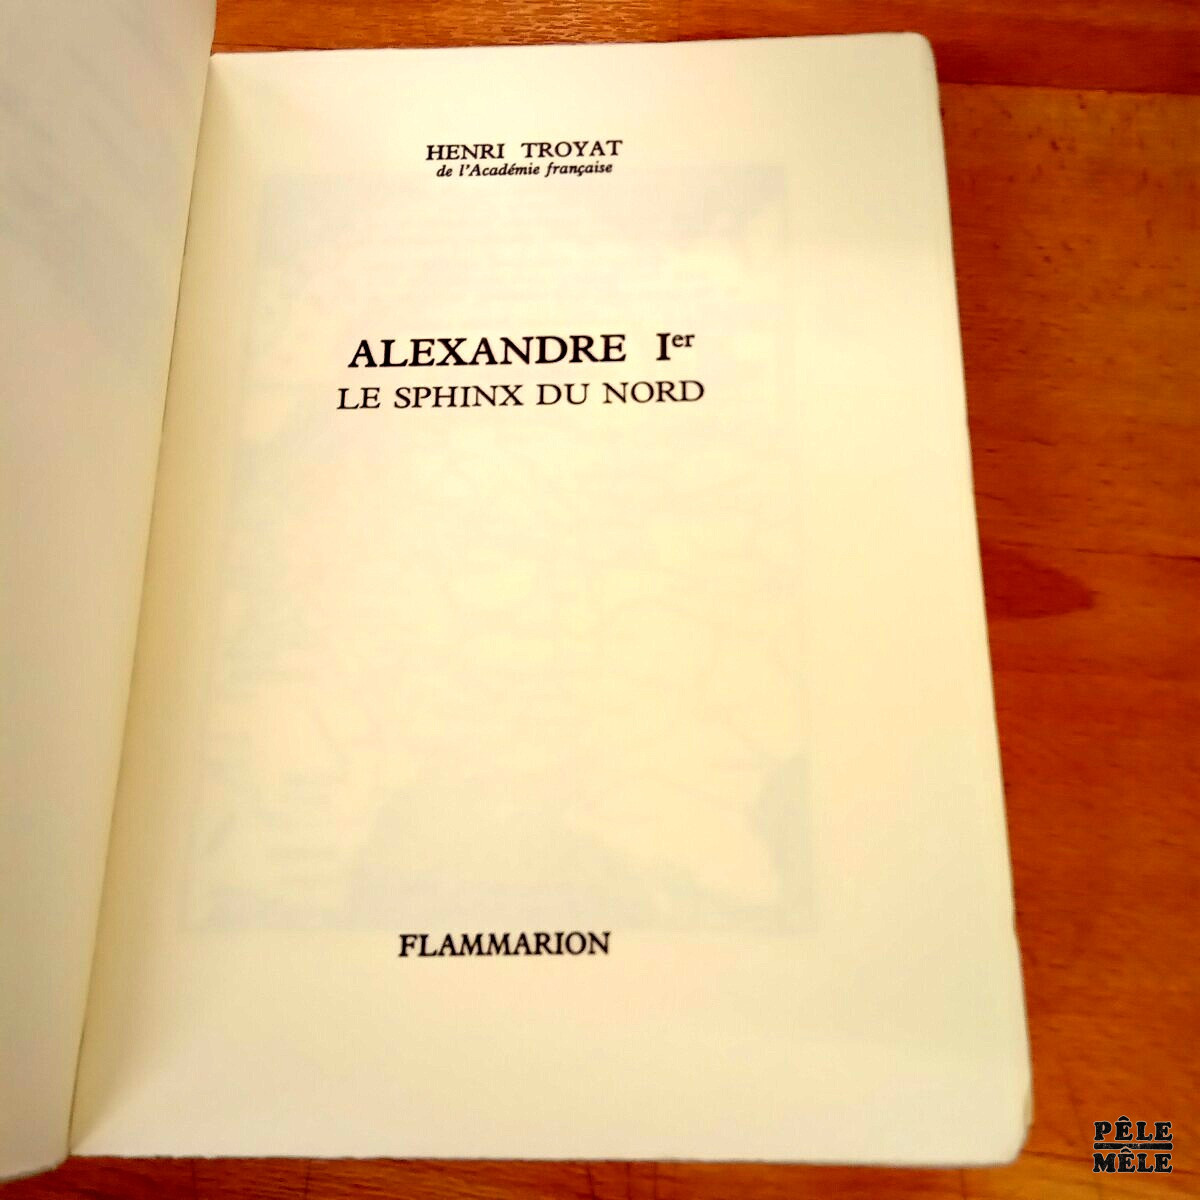 HENRI TROYAT
de l'Académie française
ALEXANDRE Ier
LE SPHINX DU NORD
FLAMMARION
PÊLE
MÊLE